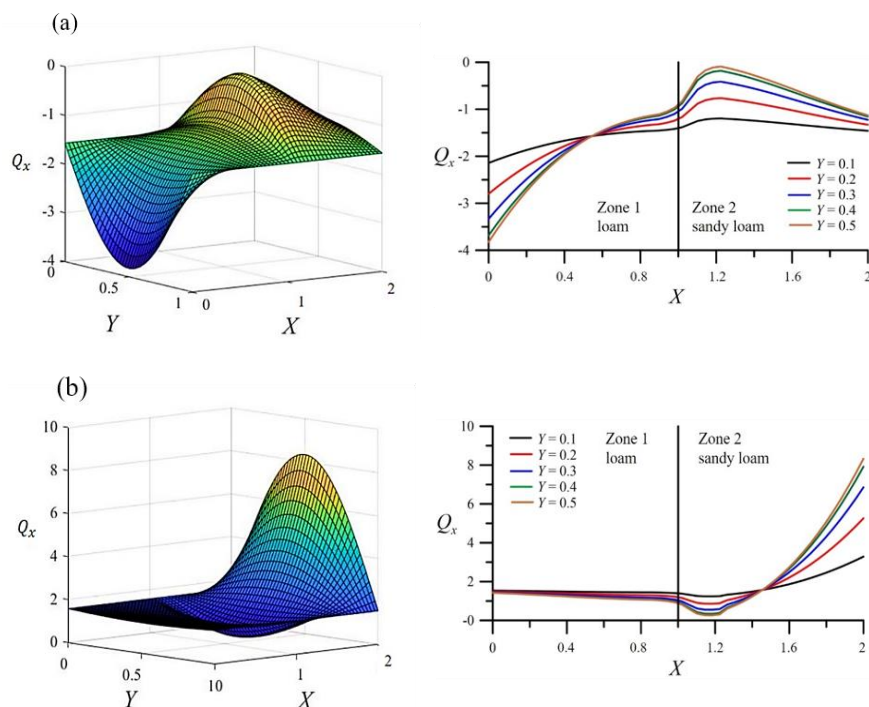 (a)
0
-1
-2
-3
-4
Q_x
0
0.5
1
Y
0
1
2
X
0
-1
-2
-3
-4
Q_x
Zone 1
loam
Zone 2
sandy loam
Y = 0.1
Y = 0.2
Y = 0.3
Y = 0.4
Y = 0.5
0
0.4
0.8
1.2
1.6
2
X
(b)
10
8
6
4
2
0
Q_x
0
0.5
10
Y
1
2
X
10
8
6
4
2
-0
Q_x
Y = 0.1
Y = 0.2
Y = 0.3
Y = 0.4
Y = 0.5
Zone 1
loam
Zone 2
sandy loam
0
0.4
0.8
1.2
1.6
2
X